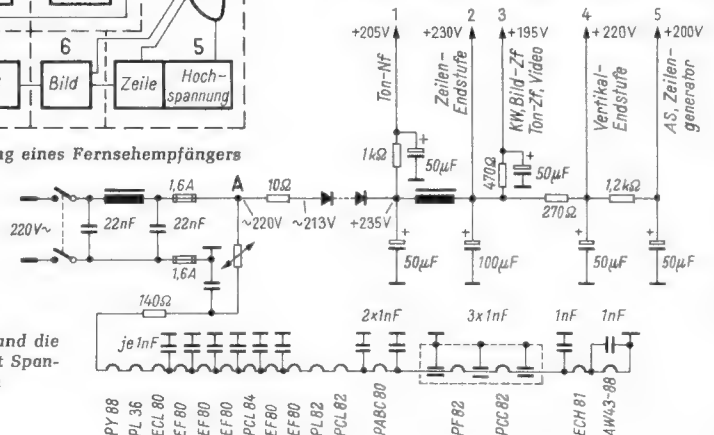 6
5
Bild
Zeile
Hoch-
spannung
g eines Fernsehempfängers
1
2
3
4
5
+205V
+230V
+195V
+220V
+200V
Ton-Nf
Zeilen-
Endstufe
KW, Bild-Zf
Ton-Zf, Video
Vertikal-
Endstufe
AS, Zeilen-
generator
1kΩ
+
50µF
470Ω
+
50µF
270Ω
1,2kΩ
220V~
22nF
1,6A
22nF
1,6A
A
10Ω
~220V
~213V
+235V
+
50µF
+
100µF
+
50µF
+
50µF
140Ω
je 1nF
2x1nF
3x1nF
1nF
1nF
and die
t Span-
PY 88
PL 36
ECL 80
EF 80
EF 80
EF 80
PCL 84
EF 80
EF 80
PL 82
PCL 82
PABC 80
PF 82
PCC 82
ECH 81
AW43-88